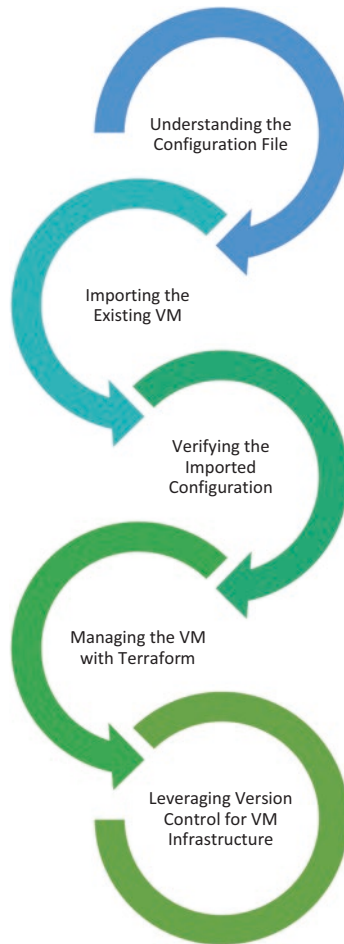 Understanding the
Configuration File
Importing the
Existing VM
Verifying the
Imported
Configuration
Managing the VM
with Terraform
Leveraging Version
Control for VM
Infrastructure